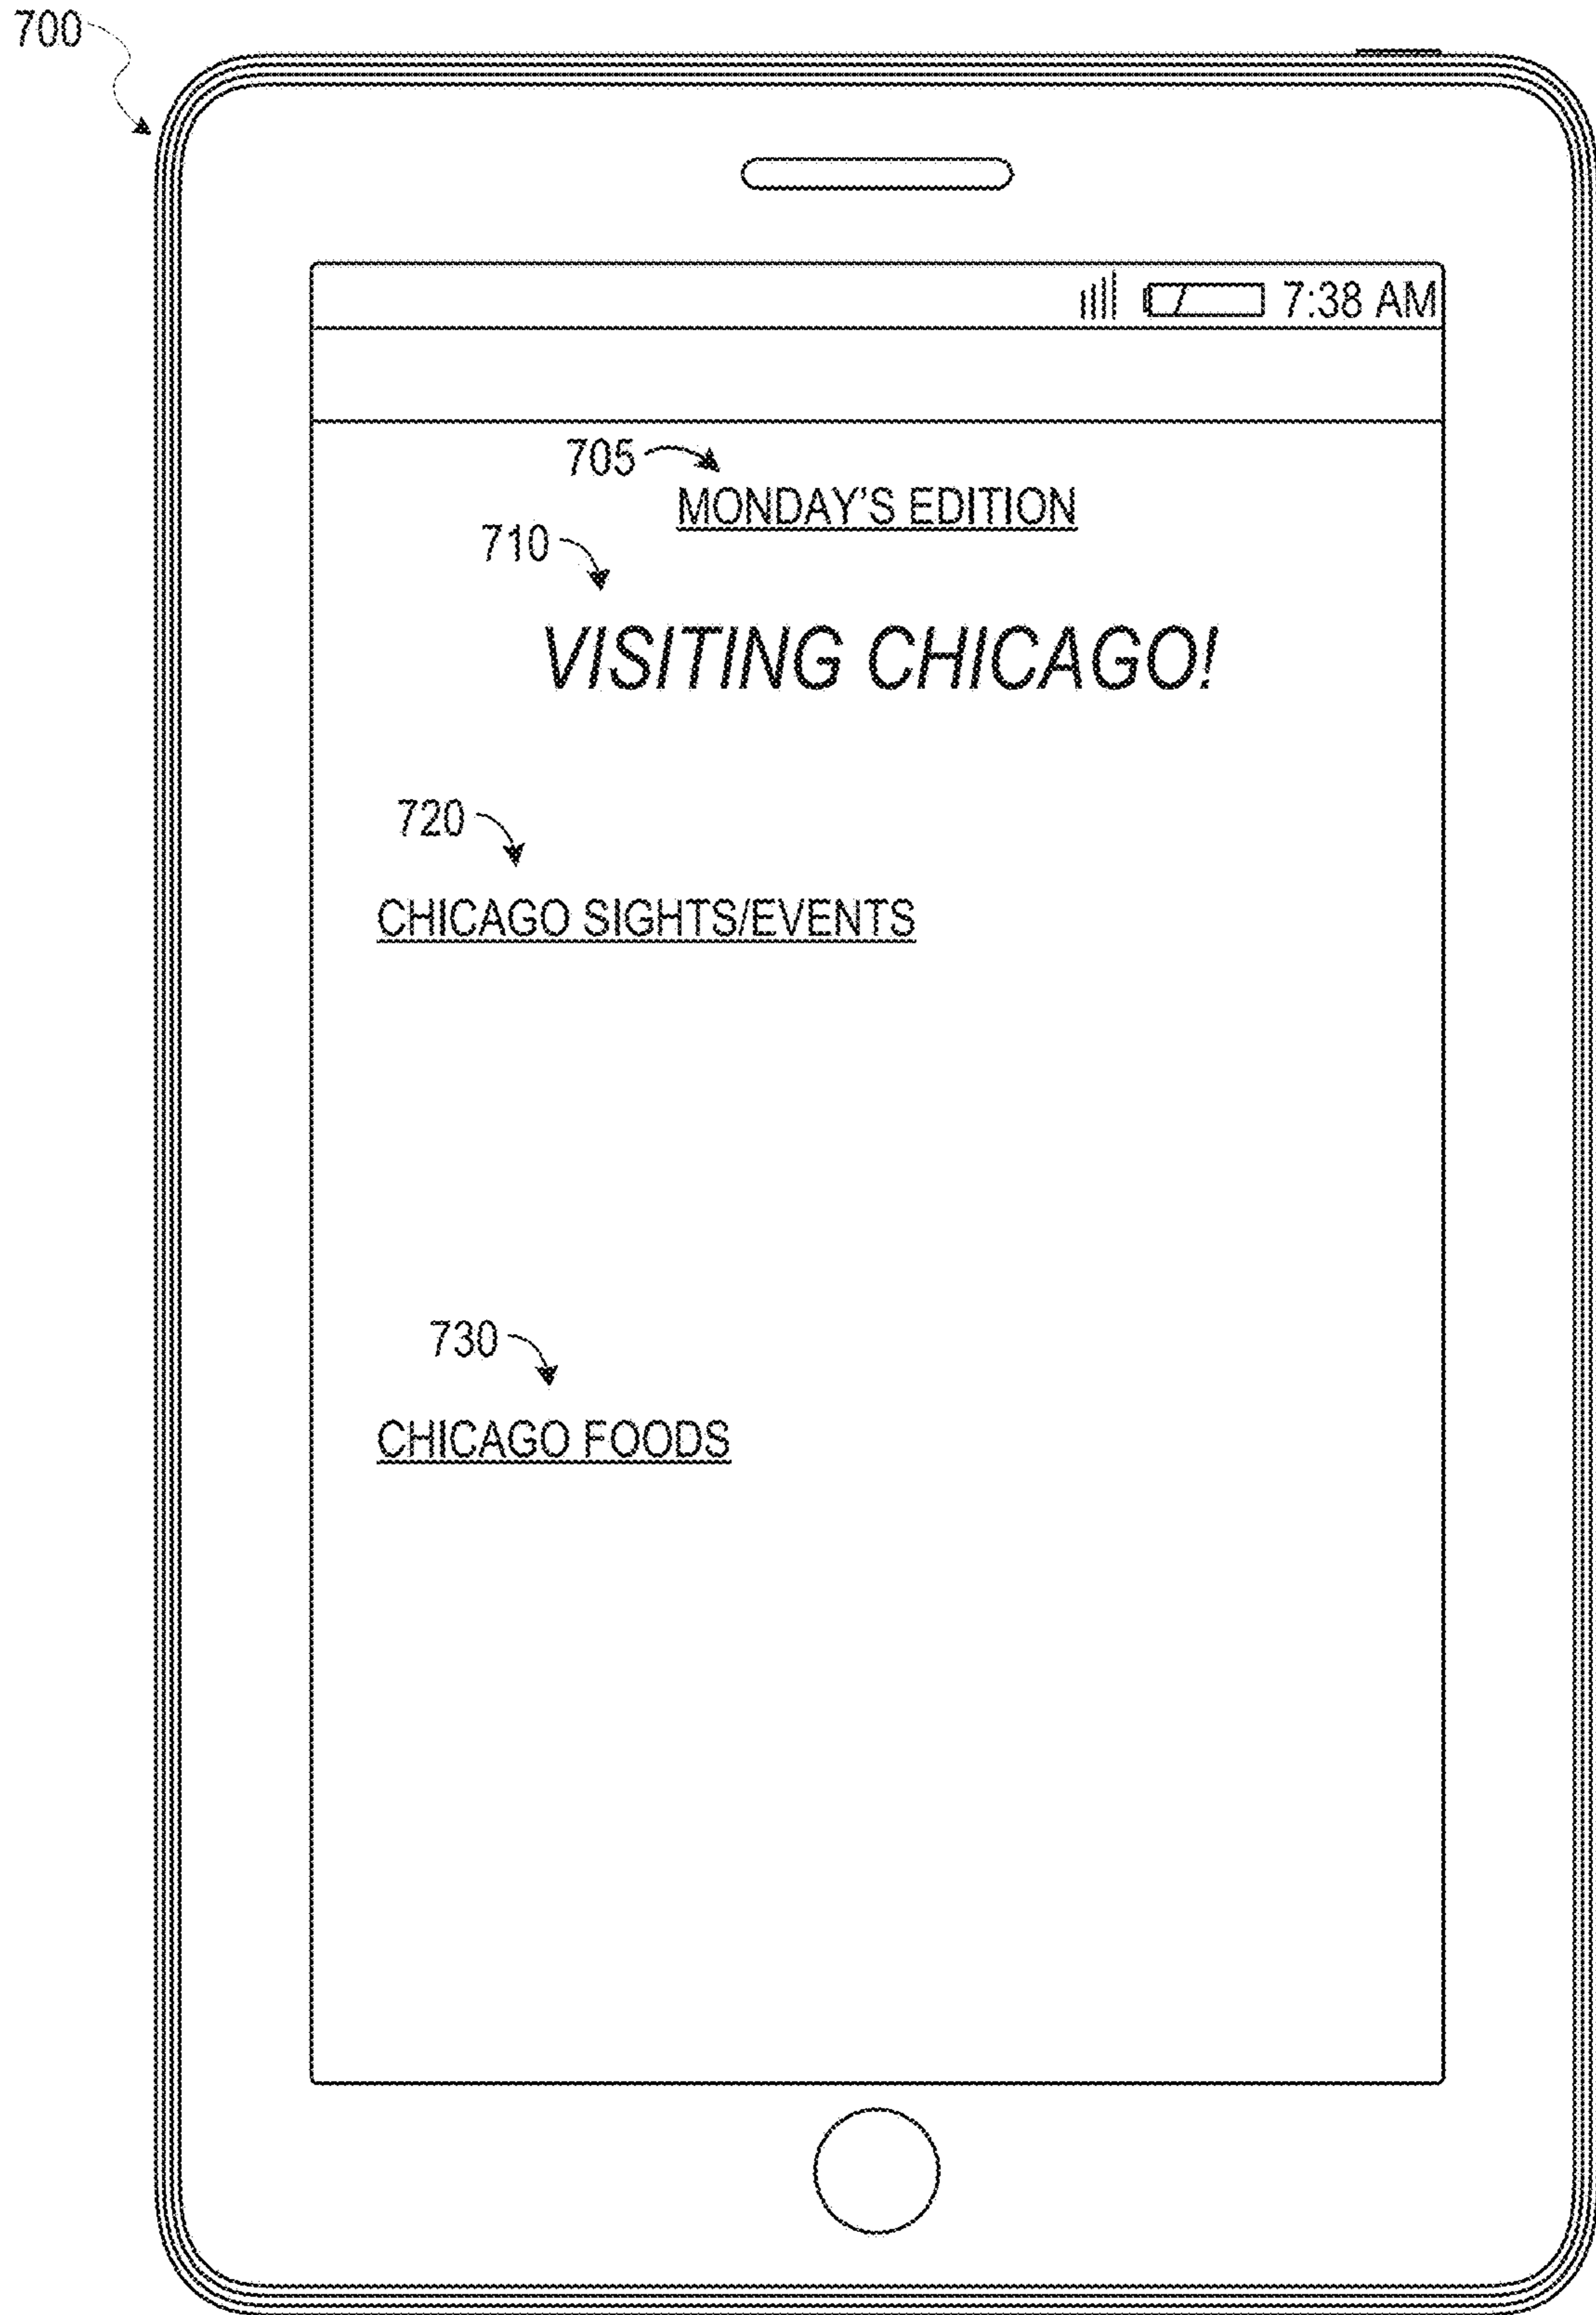 700
7:38 AM
705
MONDAY'S EDITION
710
VISITING CHICAGO!
720
CHICAGO SIGHTS/EVENTS
730
CHICAGO FOODS